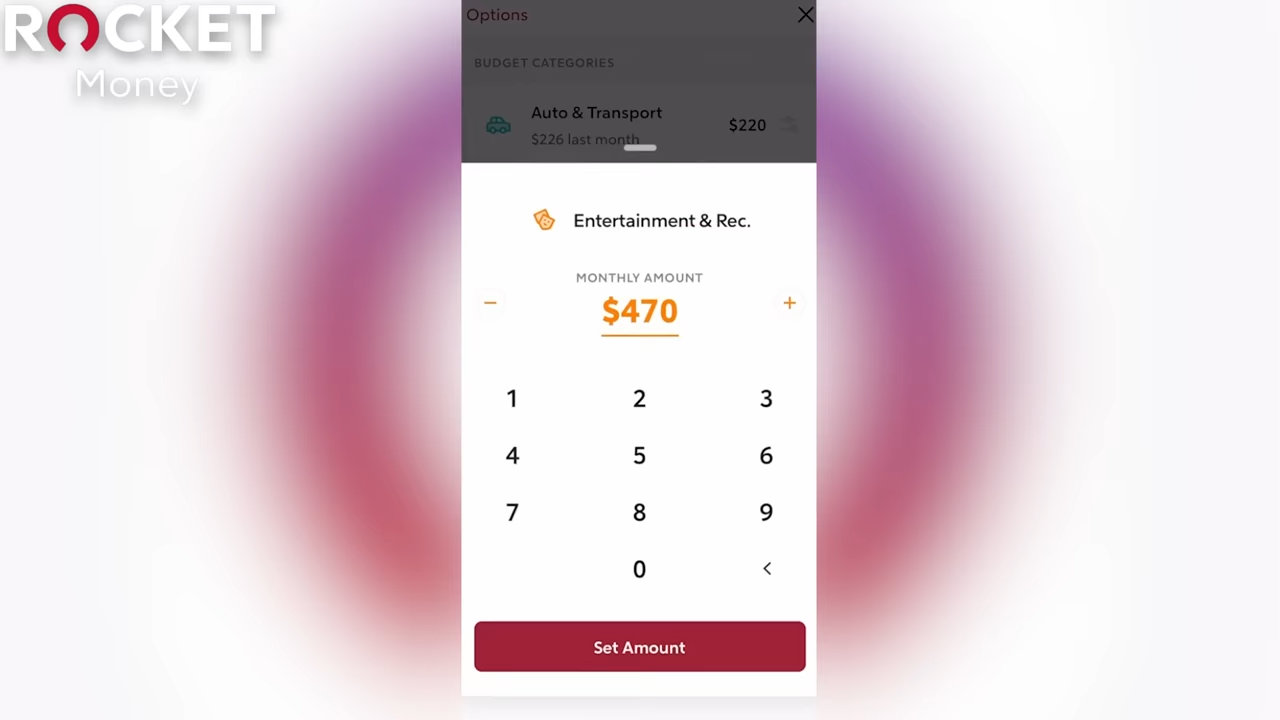 ROCKET
Money
Options
BUDGET CATEGORIES
Auto & Transport
$226 last month
$220
Entertainment & Rec.
MONTHLY AMOUNT
− $470 +
1 2 3
4 5 6
7 8 9
0 <
Set Amount